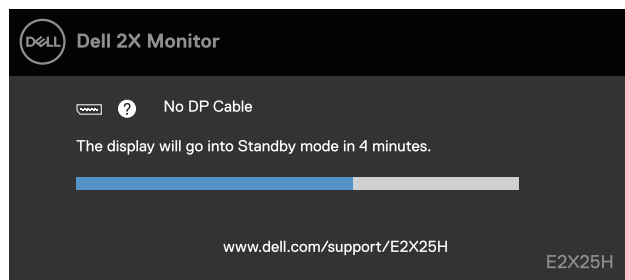 DELL Dell 2X Monitor
? No DP Cable
The display will go into Standby mode in 4 minutes.
www.dell.com/support/E2X25H
E2X25H